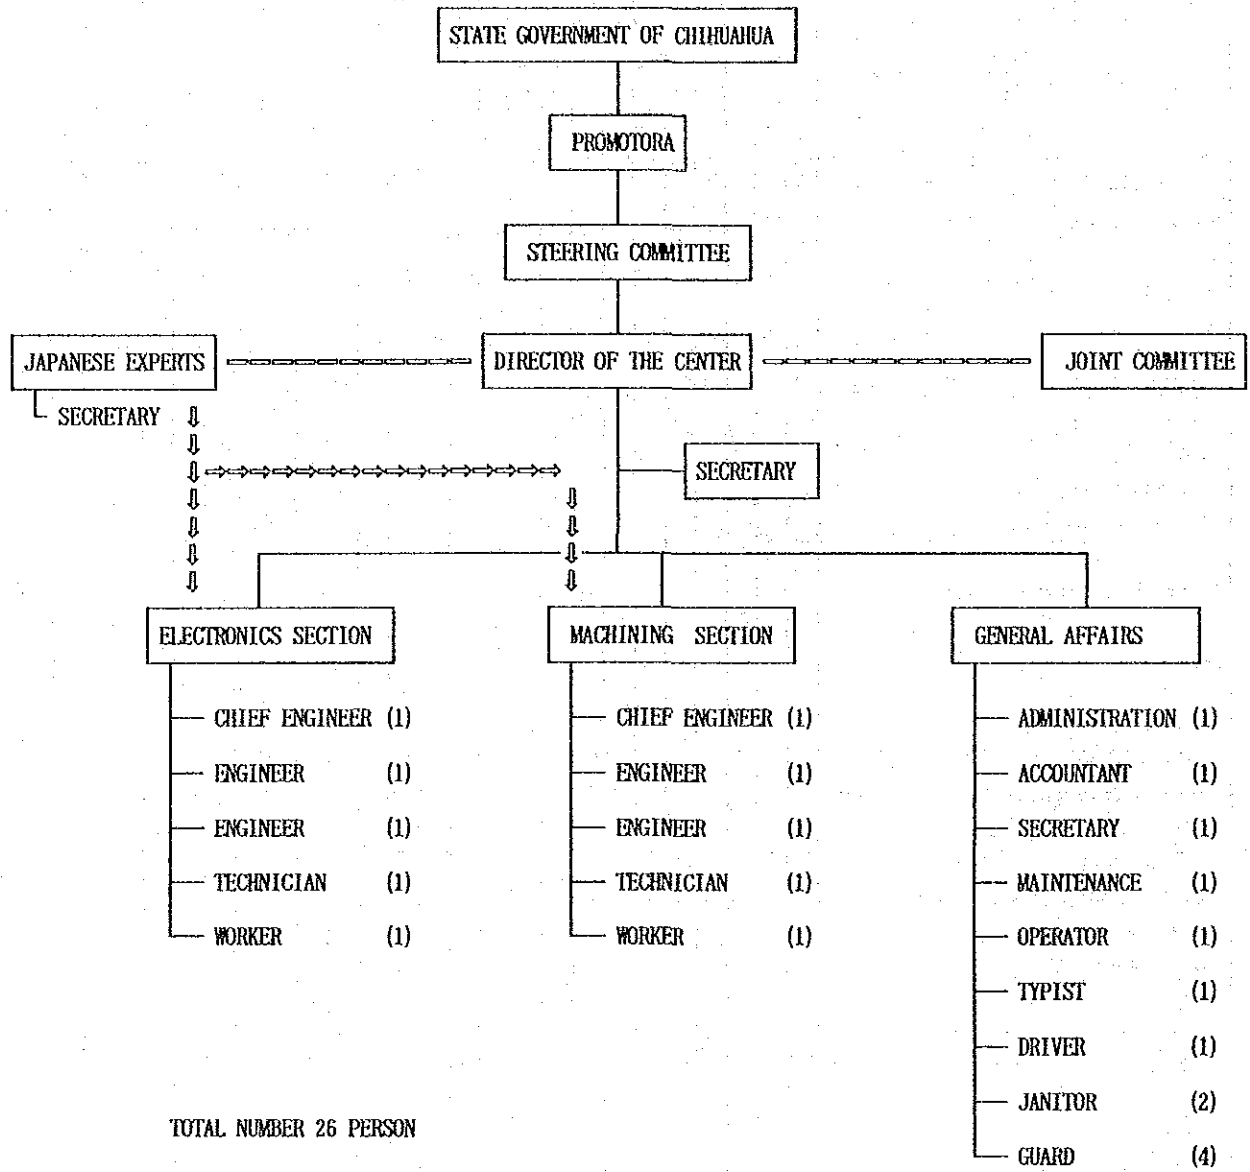 STATE GOVERNMENT OF CHIHUAHUA
PROMOTORA
STEERING COMMITTEE
JAPANESE EXPERTS
DIRECTOR OF THE CENTER
JOINT COMMITTEE
SECRETARY
SECRETARY
ELECTRONICS SECTION
CHIEF ENGINEER (1)
ENGINEER (1)
ENGINEER (1)
TECHNICIAN (1)
WORKER (1)
MACHINING SECTION
CHIEF ENGINEER (1)
ENGINEER (1)
ENGINEER (1)
TECHNICIAN (1)
WORKER (1)
GENERAL AFFAIRS
ADMINISTRATION (1)
ACCOUNTANT (1)
SECRETARY (1)
MAINTENANCE (1)
OPERATOR (1)
TYPIST (1)
DRIVER (1)
JANITOR (2)
GUARD (4)
TOTAL NUMBER 26 PERSON